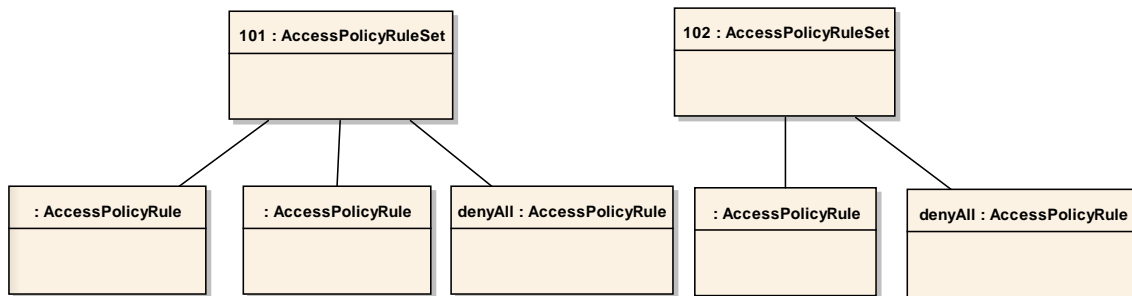 101 : AccessPolicyRuleSet
102 : AccessPolicyRuleSet
: AccessPolicyRule
: AccessPolicyRule
denyAll : AccessPolicyRule
: AccessPolicyRule
denyAll : AccessPolicyRule